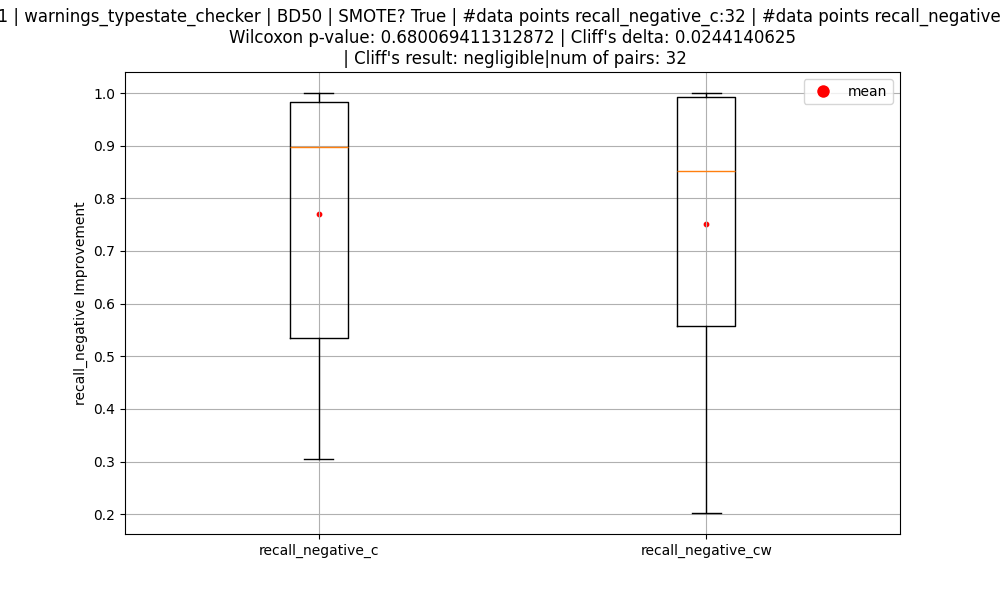 1 | warnings_typestate_checker | BD50 | SMOTE? True | #data points recall_negative_c:32 | #data points recall_negative
Wilcoxon p-value: 0.680069411312872 | Cliff's delta: 0.0244140625
| Cliff's result: negligible|num of pairs: 32
mean
1.0
0.9
0.8
0.7
0.6
0.5
0.4
0.3
0.2
recall_negative Improvement
recall_negative_c
recall_negative_cw